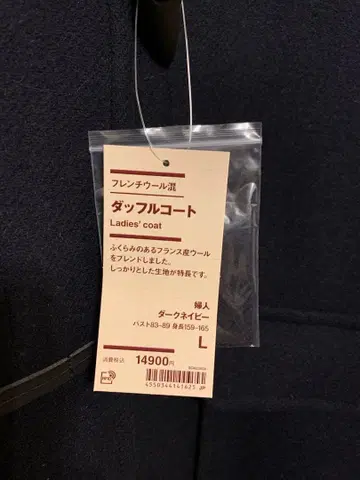 フレンチウール混
ダッフルコート
Ladies' coat
ふくらみのあるフランス産ウール
をブレンドしました。
しっかりとした生地が特長です。
婦人
ダークネイビー
バスト83-89 身長159-165
L
消費税込 14900円
RFID
4550344141621 JP